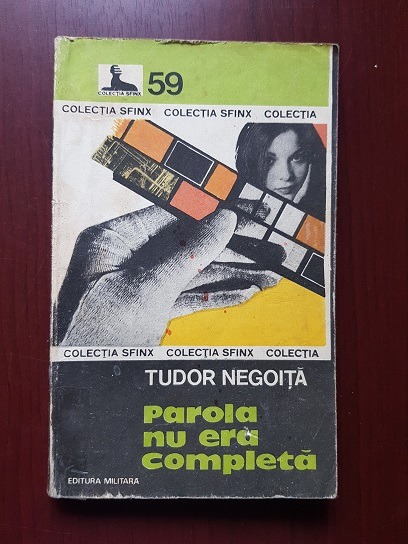 COLECȚIA SFINX
59
COLECȚIA SFINX COLECȚIA SFINX COLECȚIA
COLECȚIA SFINX COLECȚIA SFINX COLECȚIA
TUDOR NEGOIȚĂ
Parola
nu era
completă
EDITURA MILITARA